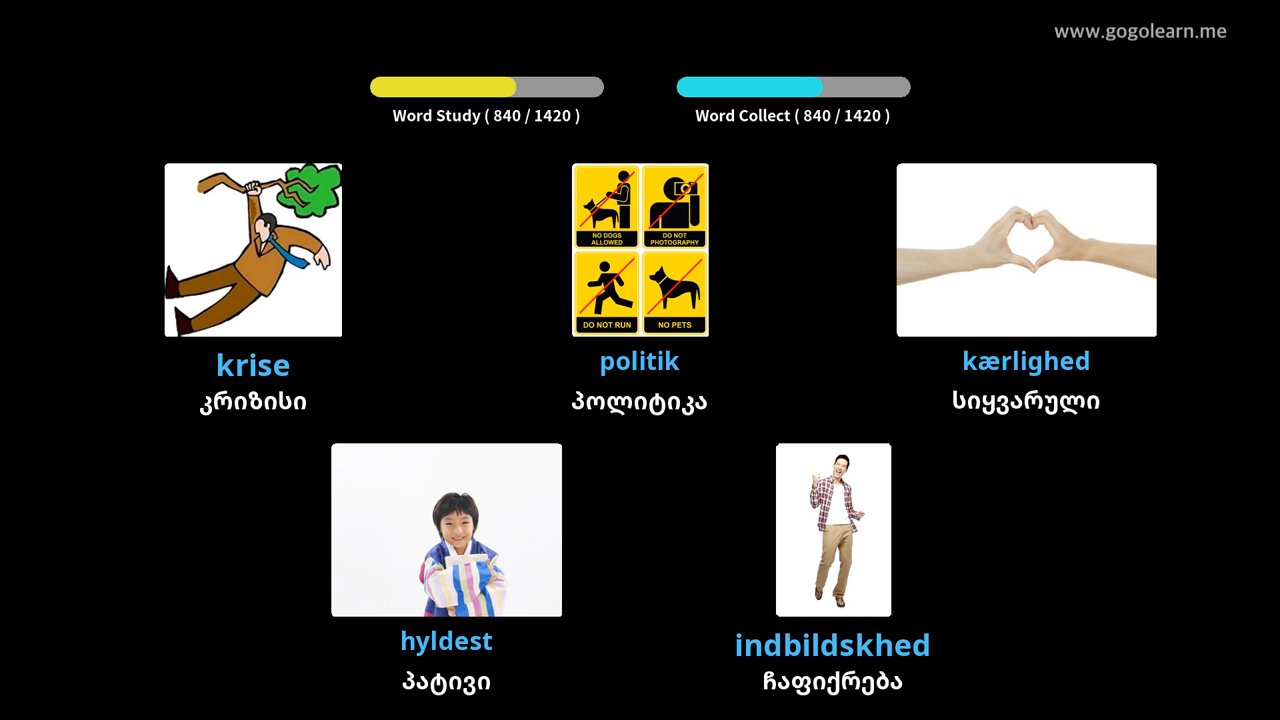 www.gogolearn.me
Word Study ( 840 / 1420 )
Word Collect ( 840 / 1420 )
NO DOGS
ALLOWED
DO NOT
PHOTOGRAPHY
DO NOT RUN
NO PETS
krise
politik
kærlighed
კრიზისი
პოლიტიკა
სიყვარული
hyldest
indbildskhed
პატივი
ჩაფიქრება